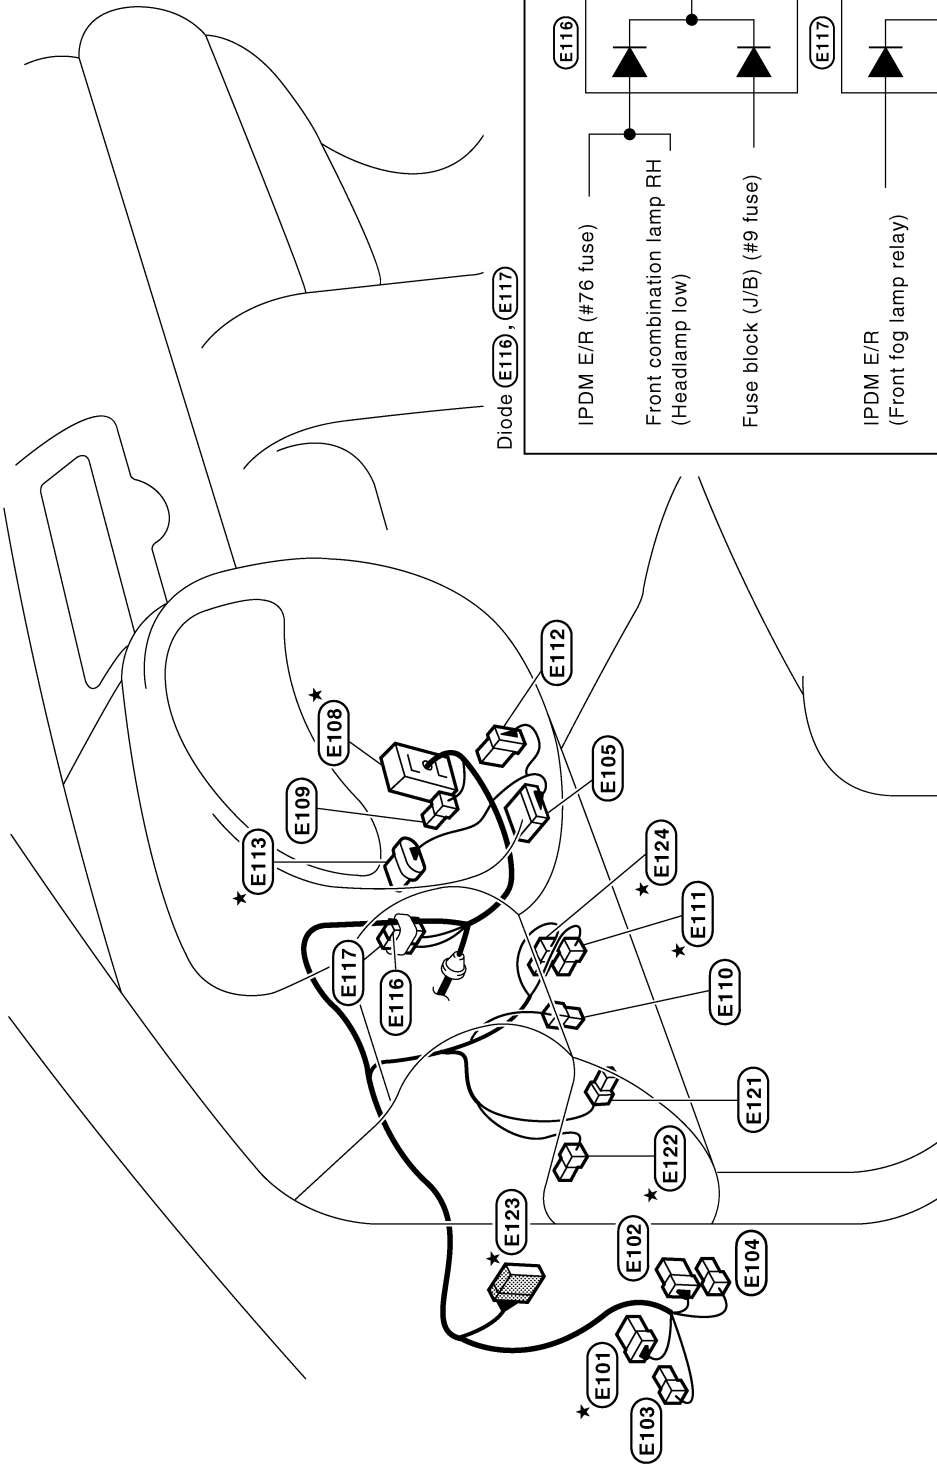 Diode E116 , E117
E116
IPDM E/R (#76 fuse)
Front combination lamp RH
(Headlamp low)
Fuse block (J/B) (#9 fuse)
E117
IPDM E/R
(Front fog lamp relay)
★ E108
E112
E109
E105
★ E113
E124 ★
E111 ★
E117
E116
E110
E121
E122 ★
★ E123
E102
E104
★ E101
E103